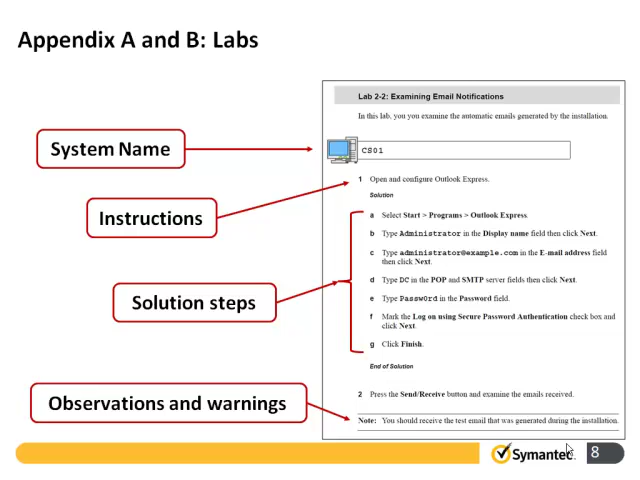 Appendix A and B: Labs
Lab 2-2: Examining Email Notifications
In this lab, you you examine the automatic emails generated by the installation.
System Name
CS01
1 Open and configure Outlook Express.
Solution
Instructions
a Select Start > Programs > Outlook Express.
b Type Administrator in the Display name field then click Next.
c Type administrator@example.com in the E-mail address field
then click Next.
d Type DC in the POP and SMTP server fields then click Next.
Solution steps
e Type Passw0rd in the Password field.
f Mark the Log on using Secure Password Authentication check box and
click Next.
g Click Finish.
End of Solution
2 Press the Send/Receive button and examine the emails received.
Observations and warnings
Note: You should receive the test email that was generated during the installation.
Symantec.
8